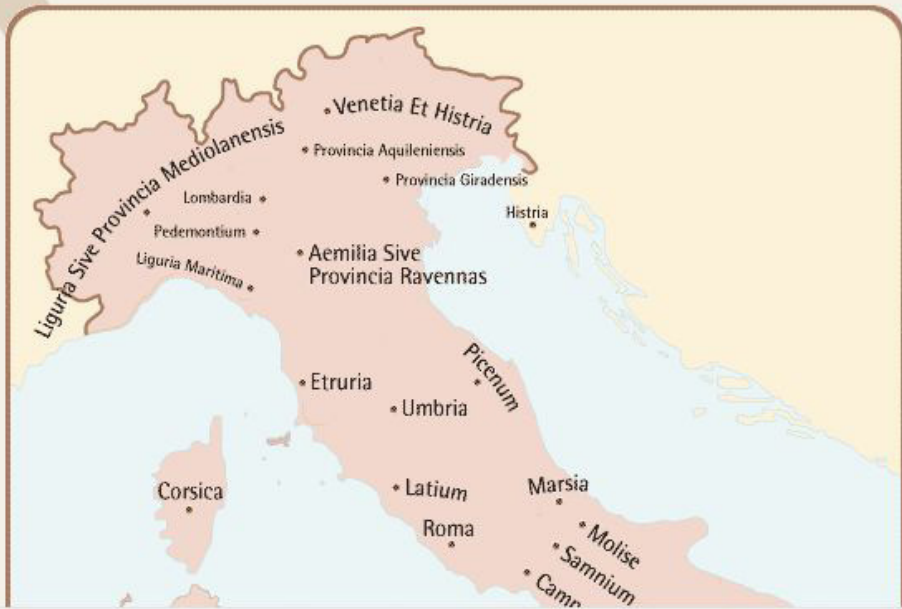 Venetia Et Histria
Liguria Sive Provincia Mediolanensis
Provincia Aquileniensis
Provincia Giradensis
Lombardia
Histria
Pedemontium
Aemilia Sive
Provincia Ravennas
Liguria Maritima
Picenum
Etruria
Umbria
Corsica
Latium
Marsia
Roma
Molise
Samnium